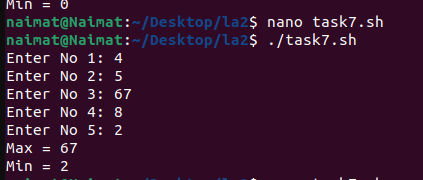 Min = 0
naimat@Naimat:~/Desktop/la2$ nano task7.sh
naimat@Naimat:~/Desktop/la2$ ./task7.sh
Enter No 1: 4
Enter No 2: 5
Enter No 3: 67
Enter No 4: 8
Enter No 5: 2
Max = 67
Min = 2